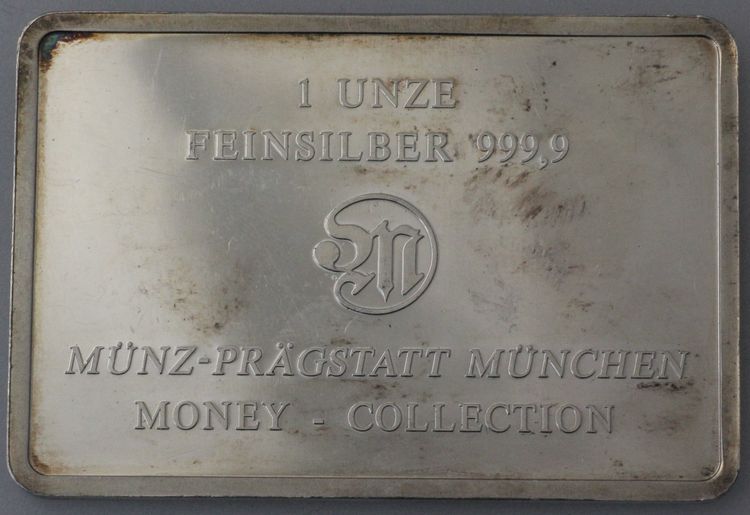 1 UNZE
FEINSILBER 999,9
M
MÜNZ-PRÄGSTATT MÜNCHEN
MONEY - COLLECTION